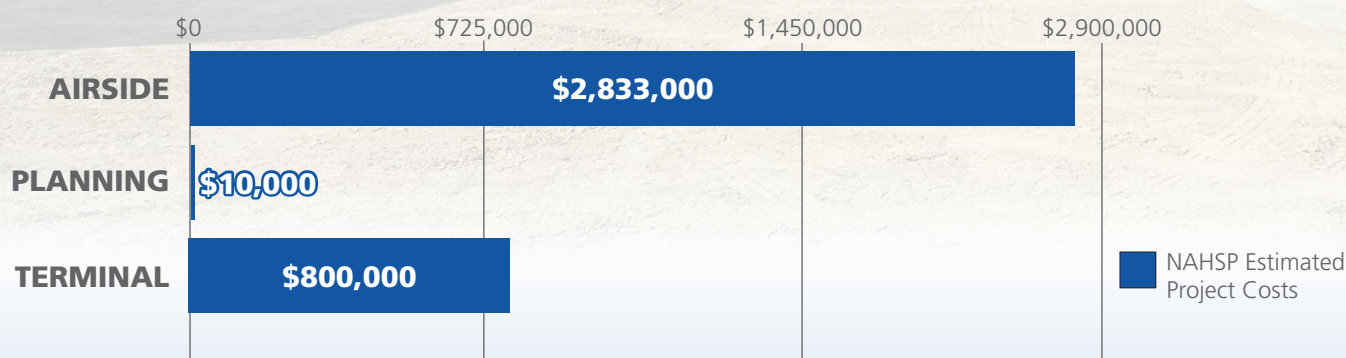 $0 $725,000 $1,450,000 $2,900,000
AIRSIDE $2,833,000
PLANNING $10,000
TERMINAL $800,000
NAHSP Estimated
Project Costs